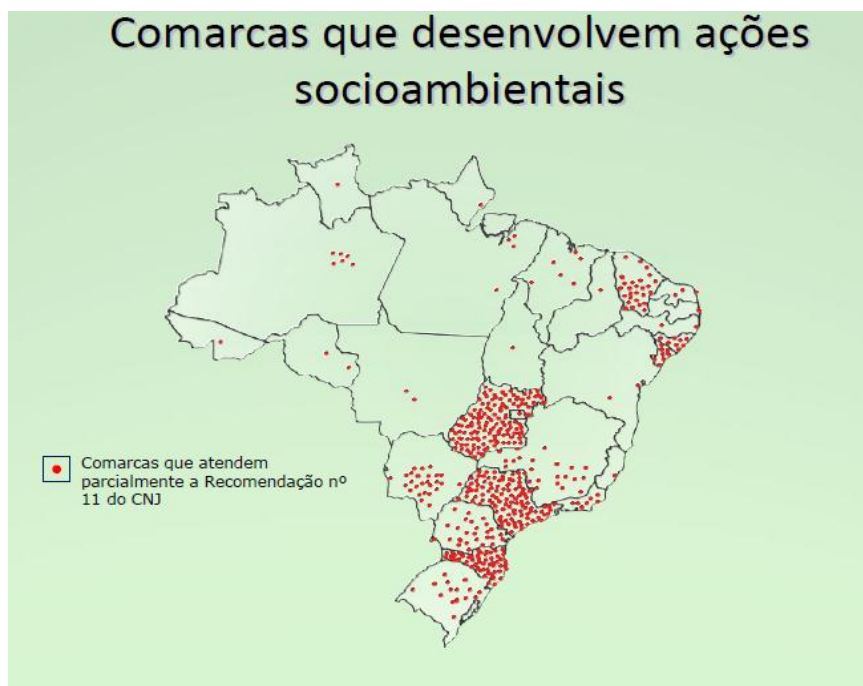 Comarcas que desenvolvem ações
socioambientais
Comarcas que atendem
parcialmente a Recomendação nº
11 do CNJ